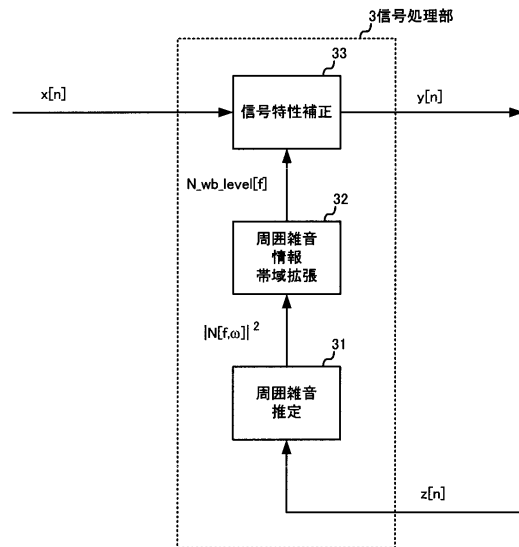 3信号処理部
33
x[n]
信号特性補正
y[n]
N_wb_level[f]
32
周囲雑音
情報
帯域拡張
|N[f,ω]|²
31
周囲雑音
推定
z[n]